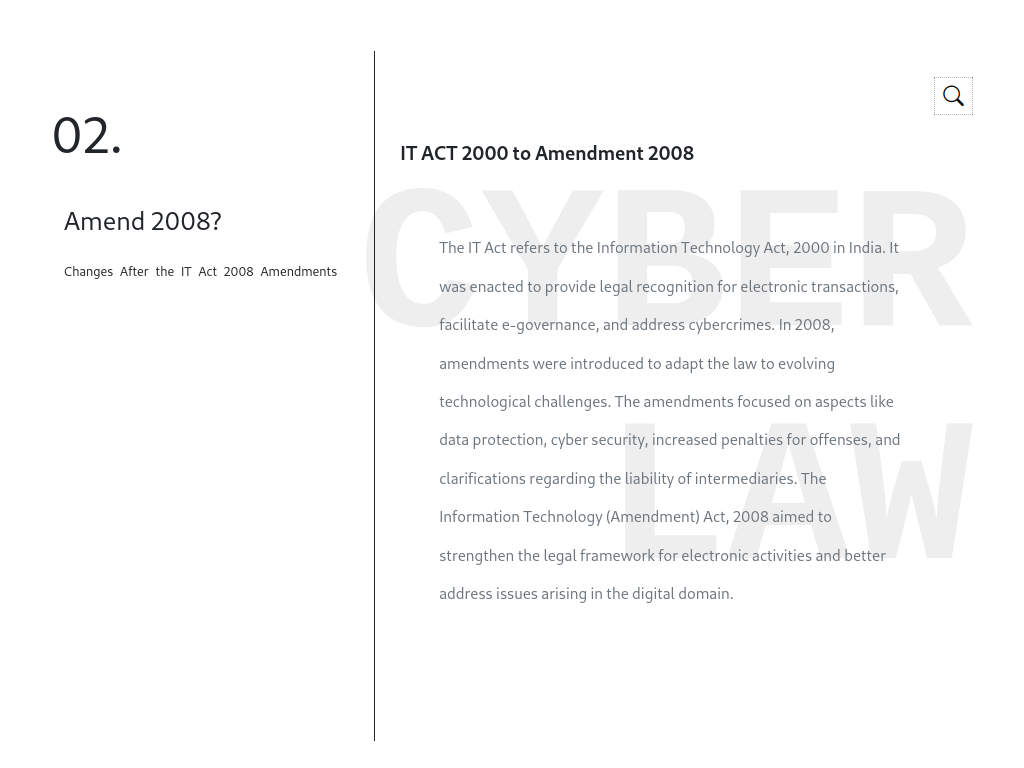 02.
Amend 2008?
Changes After the IT Act 2008 Amendments
IT ACT 2000 to Amendment 2008
CYBER
LAW
The IT Act refers to the Information Technology Act, 2000 in India. It
was enacted to provide legal recognition for electronic transactions,
facilitate e-governance, and address cybercrimes. In 2008,
amendments were introduced to adapt the law to evolving
technological challenges. The amendments focused on aspects like
data protection, cyber security, increased penalties for offenses, and
clarifications regarding the liability of intermediaries. The
Information Technology (Amendment) Act, 2008 aimed to
strengthen the legal framework for electronic activities and better
address issues arising in the digital domain.